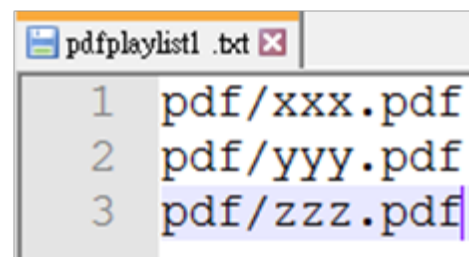 pdfplaylist1 .txt
1 pdf/xxx.pdf
2 pdf/yyy.pdf
3 pdf/zzz.pdf